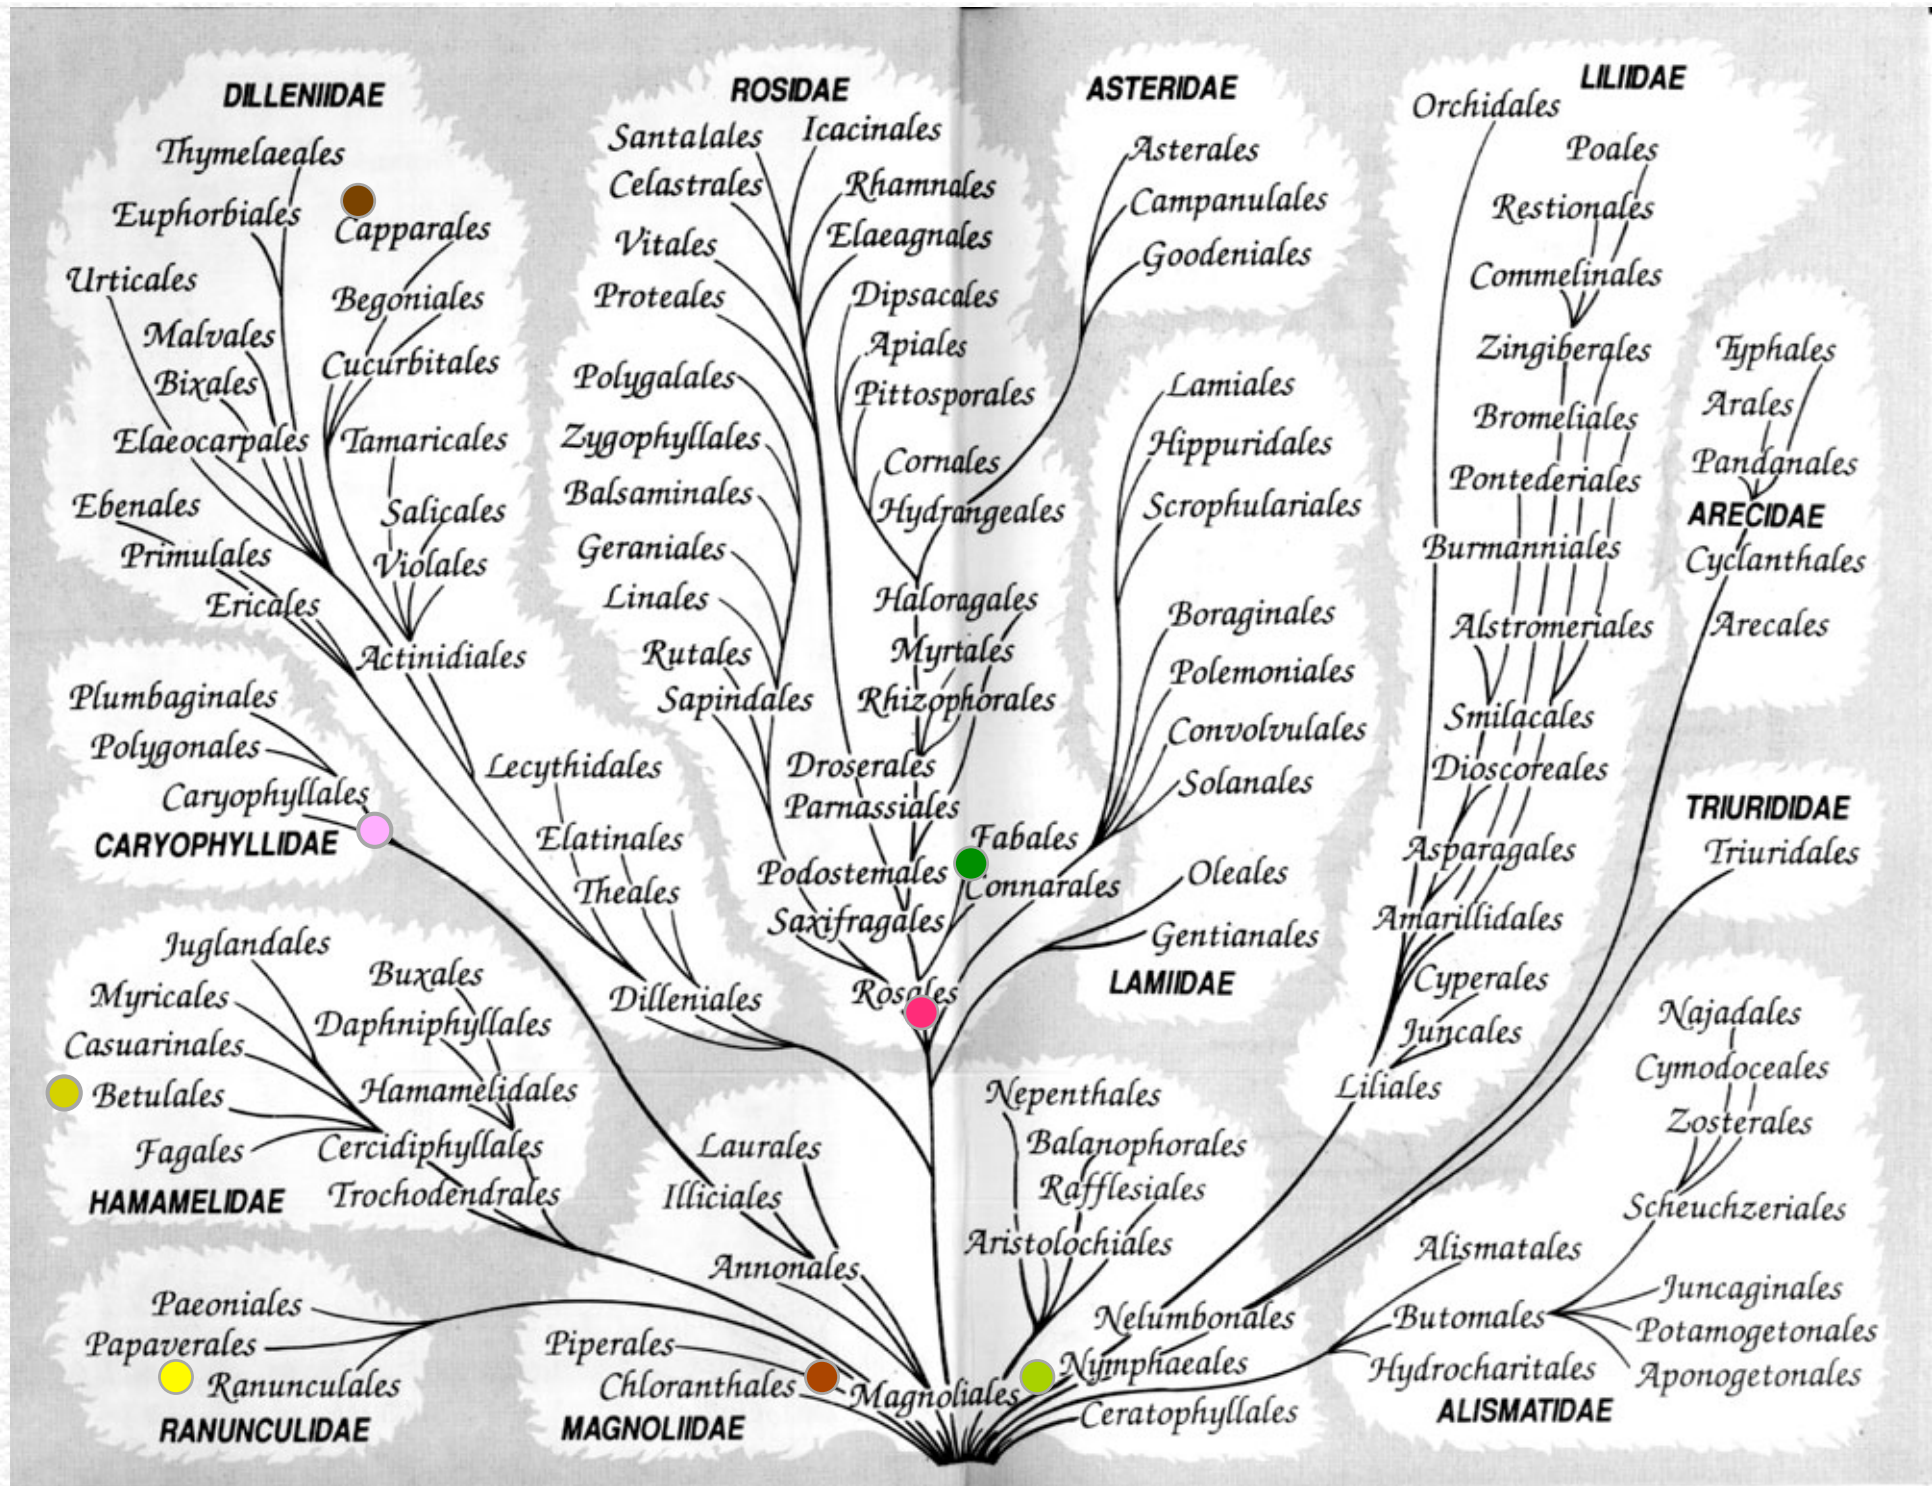 DILLENIIDAE
Thymelaeales
Euphorbiales
Capparales
Urticales
Begoniales
Malvales
Cucurbitales
Bixales
Elaeocarpales
Tamaricales
Ebenales
Salicales
Primulales
Violales
Ericales
Actinidiales
Lecythidales
Elatinales
Theales
Dilleniales
ROSIDAE
Santalales
Icacinales
Celastrales
Rhamnales
Vitales
Elaeagnales
Proteales
Dipsacales
Apiales
Polygalales
Pittosporales
Zygophyllales
Cornales
Balsaminales
Hydrangeales
Geraniales
Linales
Haloragales
Rutales
Myrtales
Sapindales
Rhizophorales
Droserales
Parnassiales
Fabales
Podostemales
Connarales
Saxifragales
Rosales
ASTERIDAE
Asterales
Campanulales
Goodeniales
Lamiales
Hippuridales
Scrophulariales
Boraginales
Polemoniales
Convolvulales
Solanales
Oleales
Gentianales
LAMIIDAE
LILIIDAE
Orchidales
Poales
Restionales
Commelinales
Zingiberales
Bromeliales
Pontederiales
Burmanniales
Alstromeriales
Smilacales
Dioscoreales
Asparagales
Amarillidales
Cyperales
Juncales
Liliales
Typhales
Arales
Pandanales
ARECIDAE
Cyclanthales
Arecales
TRIURIDIDAE
Triuridales
Plumbaginales
Polygonales
Caryophyllales
CARYOPHYLLIDAE
Juglandales
Buxales
Myricales
Daphniphyllales
Casuarinales
Betulales
Hamamelidales
Fagales
Cercidiphyllales
HAMAMELIDAE
Trochodendrales
Paeoniales
Papaverales
Ranunculales
RANUNCULIDAE
Laurales
Illiciales
Annonales
Piperales
Chloranthales
Magnoliales
MAGNOLIIDAE
Nepenthales
Balanophorales
Rafflesiales
Aristolochiales
Nelumbonales
Nymphaeales
Ceratophyllales
Najadales
Cymodoceales
Zosterales
Scheuchzeriales
Alismatales
Juncaginales
Butomales
Potamogetonales
Hydrocharitales
Aponogetonales
ALISMATIDAE